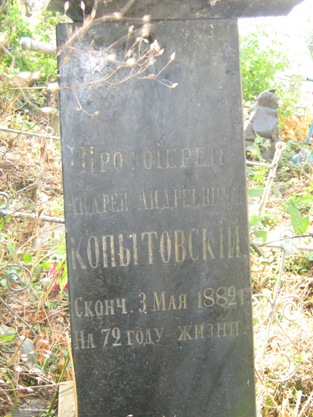 Протоіерей
Андрей Андреевичъ
Копытовскій.
Сконч. 3 Мая 1882 г.
На 72 году жизни.